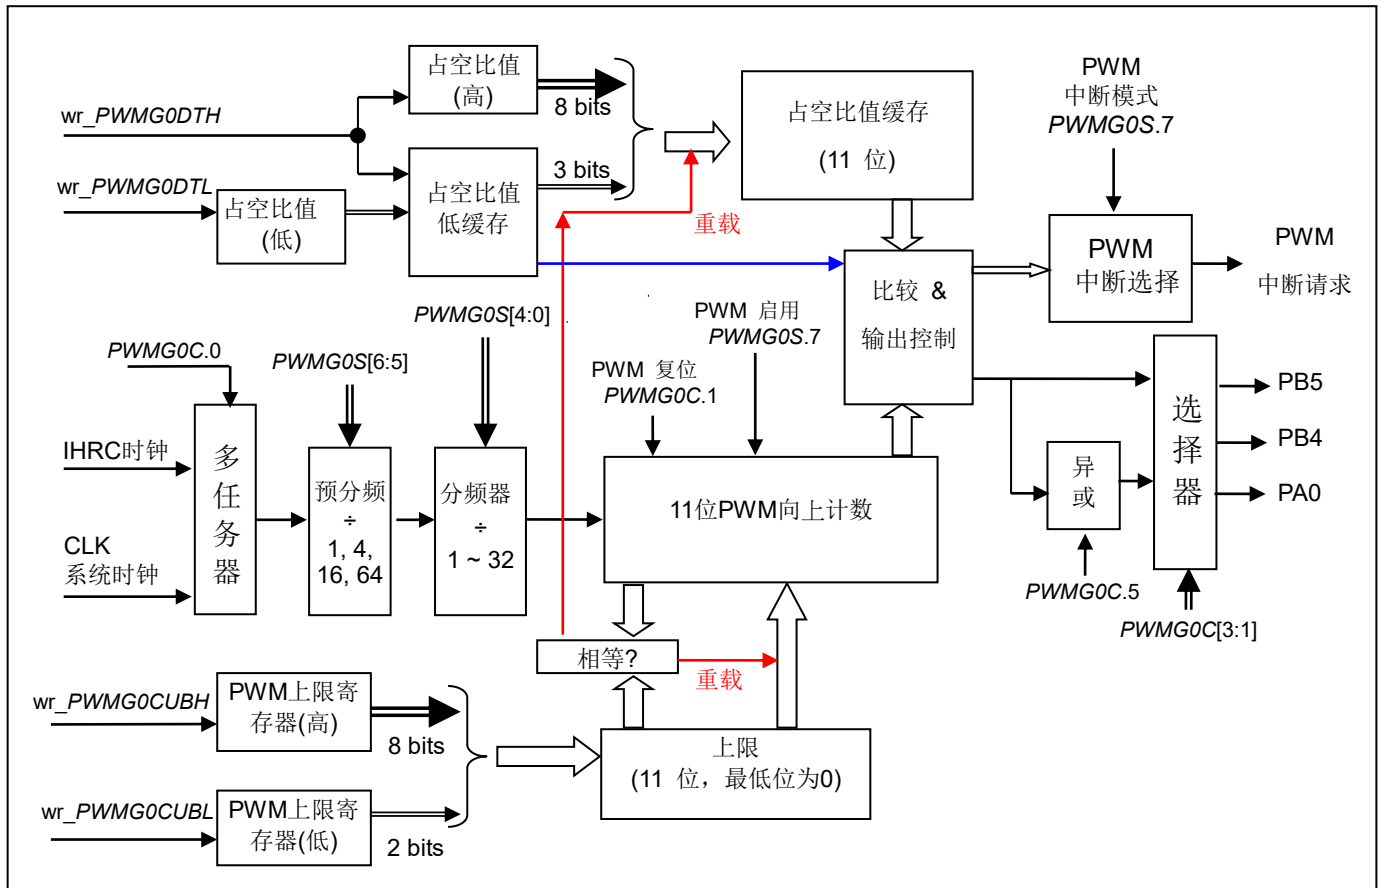 占空比值
(高)
8 bits
wr_PWMG0DTH
3 bits
wr_PWMG0DTL
占空比值
(低)
占空比值
低缓存
重载
占空比值缓存
(11 位)
PWM
中断模式
PWMG0S.7
PWM
中断选择
PWM
中断请求
比较 &
输出控制
PWMG0S[4:0]
PWM 启用
PWMG0S.7
PWMG0C.0
PWMG0S[6:5]
PWM 复位
PWMG0C.1
IHRC时钟
CLK
系统时钟
多
任
务
器
预分频
÷
1, 4,
16, 64
分频器
÷
1 ~ 32
11位PWM向上计数
异
或
PWMG0C.5
选
择
器
PWMG0C[3:1]
PB5
PB4
PA0
相等?
重载
wr_PWMG0CUBH
PWM上限寄
存器(高)
8 bits
上限
(11 位，最低位为0)
wr_PWMG0CUBL
PWM上限寄
存器(低)
2 bits